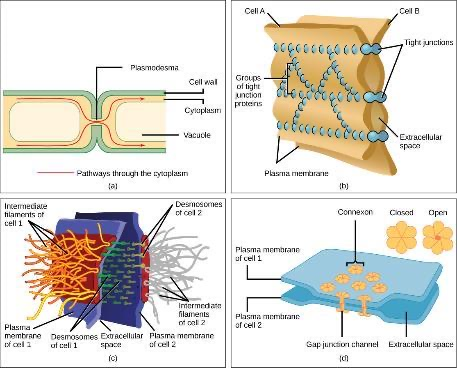 Plasmodesma
Cell wall
Cytoplasm
Vacuole
Pathways through the cytoplasm
(a)
Cell A
Cell B
Tight junctions
Groups
of tight
junction
proteins
Extracellular
space
Plasma membrane
(b)
Intermediate
filaments of
cell 1
Desmosomes
of cell 2
Intermediate
filaments
of cell 2
Plasma
membrane
of cell 1
Desmosomes
of cell 1
Extracellular
space
Plasma membrane
of cell 2
(c)
Connexon
Closed
Open
Plasma membrane
of cell 1
Plasma membrane
of cell 2
Gap junction channel
Extracellular space
(d)